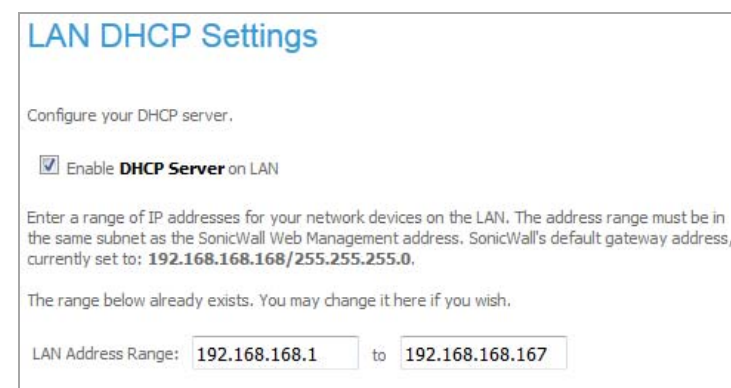 LAN DHCP Settings
Configure your DHCP server.
Enable DHCP Server on LAN
Enter a range of IP addresses for your network devices on the LAN. The address range must be in
the same subnet as the SonicWall Web Management address. SonicWall's default gateway address,
currently set to: 192.168.168.168/255.255.255.0.
The range below already exists. You may change it here if you wish.
LAN Address Range: 192.168.168.1 to 192.168.168.167